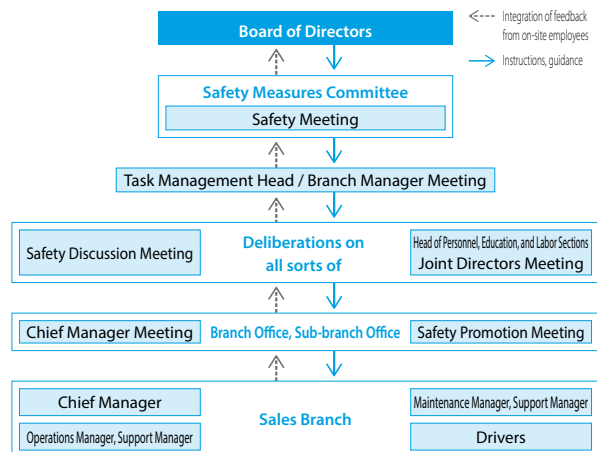 Board of Directors
Integration of feedback
from on-site employees
Instructions, guidance
Safety Measures Committee
Safety Meeting
Task Management Head / Branch Manager Meeting
Safety Discussion Meeting
Deliberations on
all sorts of
Head of Personnel, Education, and Labor Sections
Joint Directors Meeting
Chief Manager Meeting
Branch Office, Sub-branch Office
Safety Promotion Meeting
Chief Manager
Operations Manager, Support Manager
Sales Branch
Maintenance Manager, Support Manager
Drivers